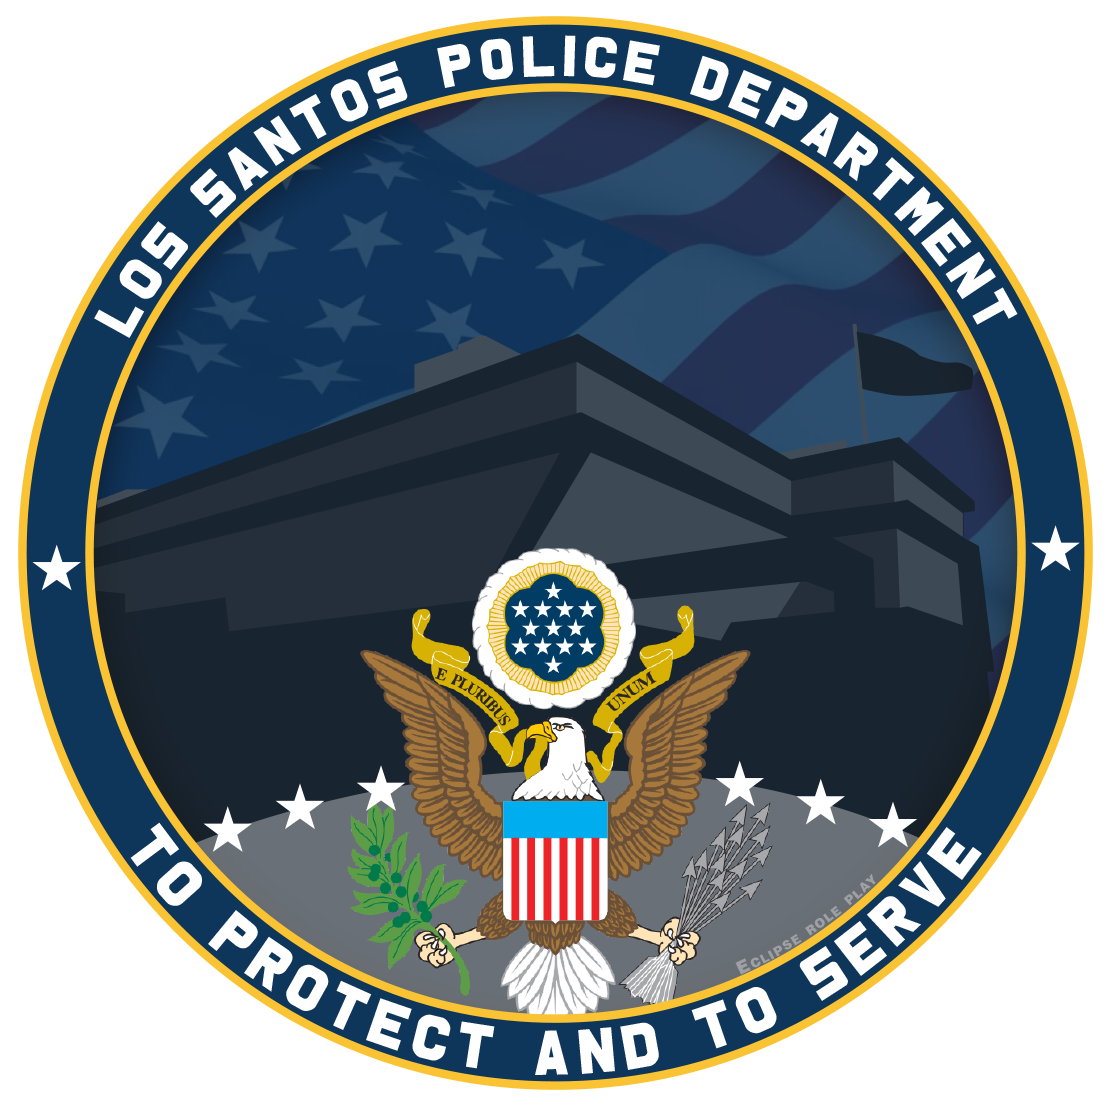 LOS SANTOS POLICE DEPARTMENT
E PLURIBUS UNUM
ECLIPSE ROLE PLAY
TO PROTECT AND TO SERVE